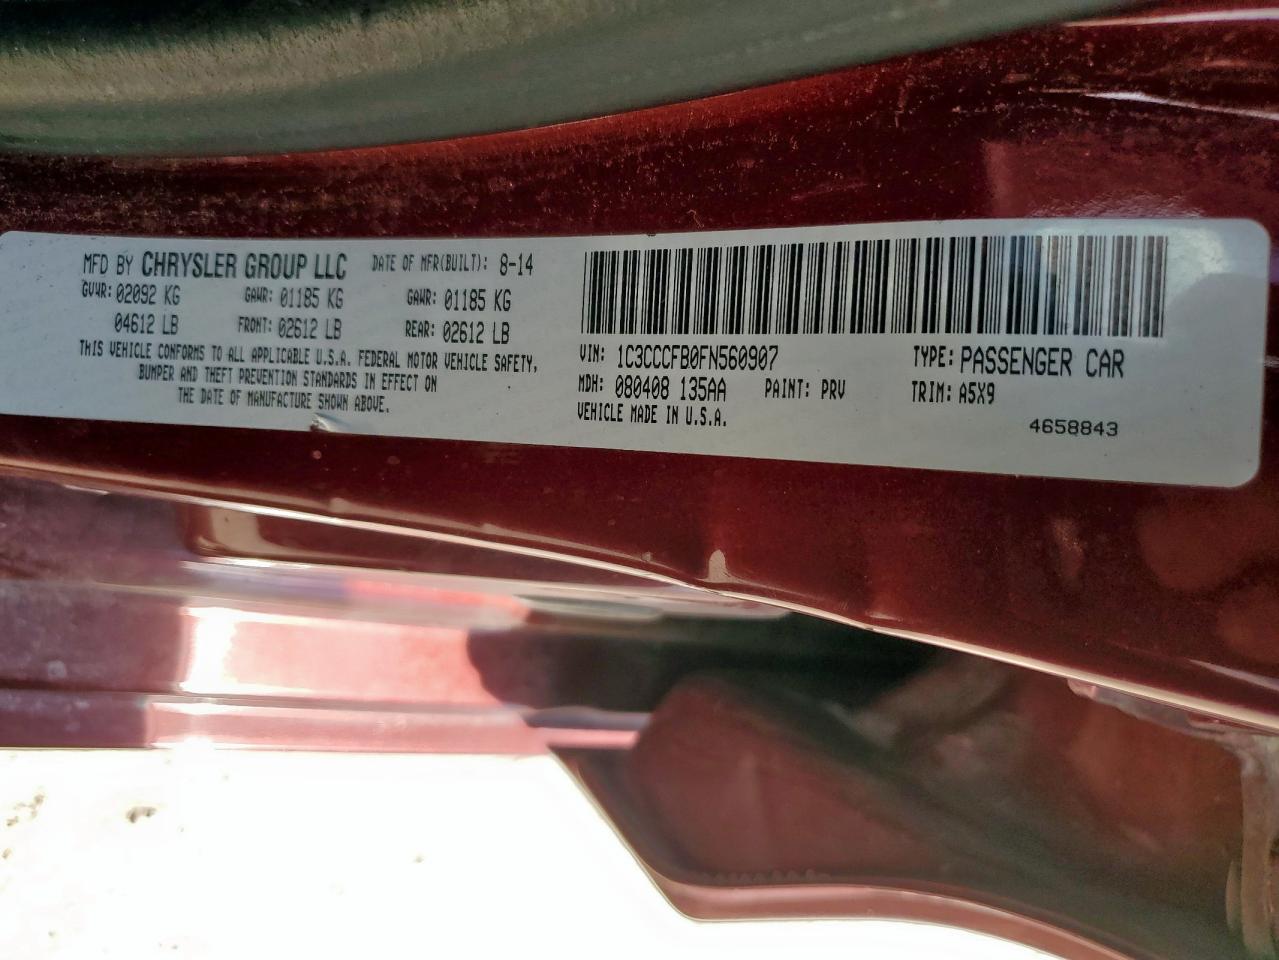 MFD BY CHRYSLER GROUP LLC DATE OF MFR(BUILT): 8-14
GVWR: 02092 KG GAWR: 01185 KG GAWR: 01185 KG
04612 LB FRONT: 02612 LB REAR: 02612 LB
THIS VEHICLE CONFORMS TO ALL APPLICABLE U.S.A. FEDERAL MOTOR VEHICLE SAFETY,
BUMPER AND THEFT PREVENTION STANDARDS IN EFFECT ON
THE DATE OF MANUFACTURE SHOWN ABOVE.
VIN: 1C3CCCFB0FN560907 TYPE: PASSENGER CAR
MDH: 080408 135AA PAINT: PRV TRIM: A5X9
VEHICLE MADE IN U.S.A.
4658843